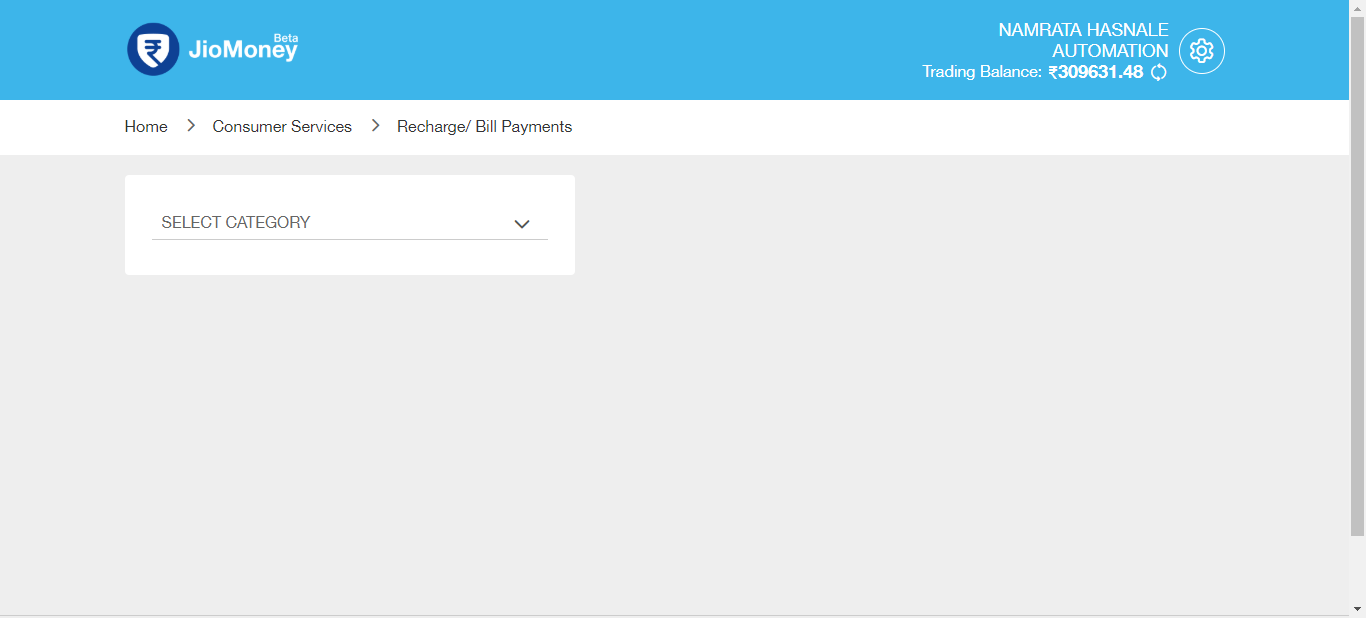 Beta
JioMoney
NAMRATA HASNALE
AUTOMATION
Trading Balance: ₹309631.48
Home > Consumer Services > Recharge/ Bill Payments
SELECT CATEGORY